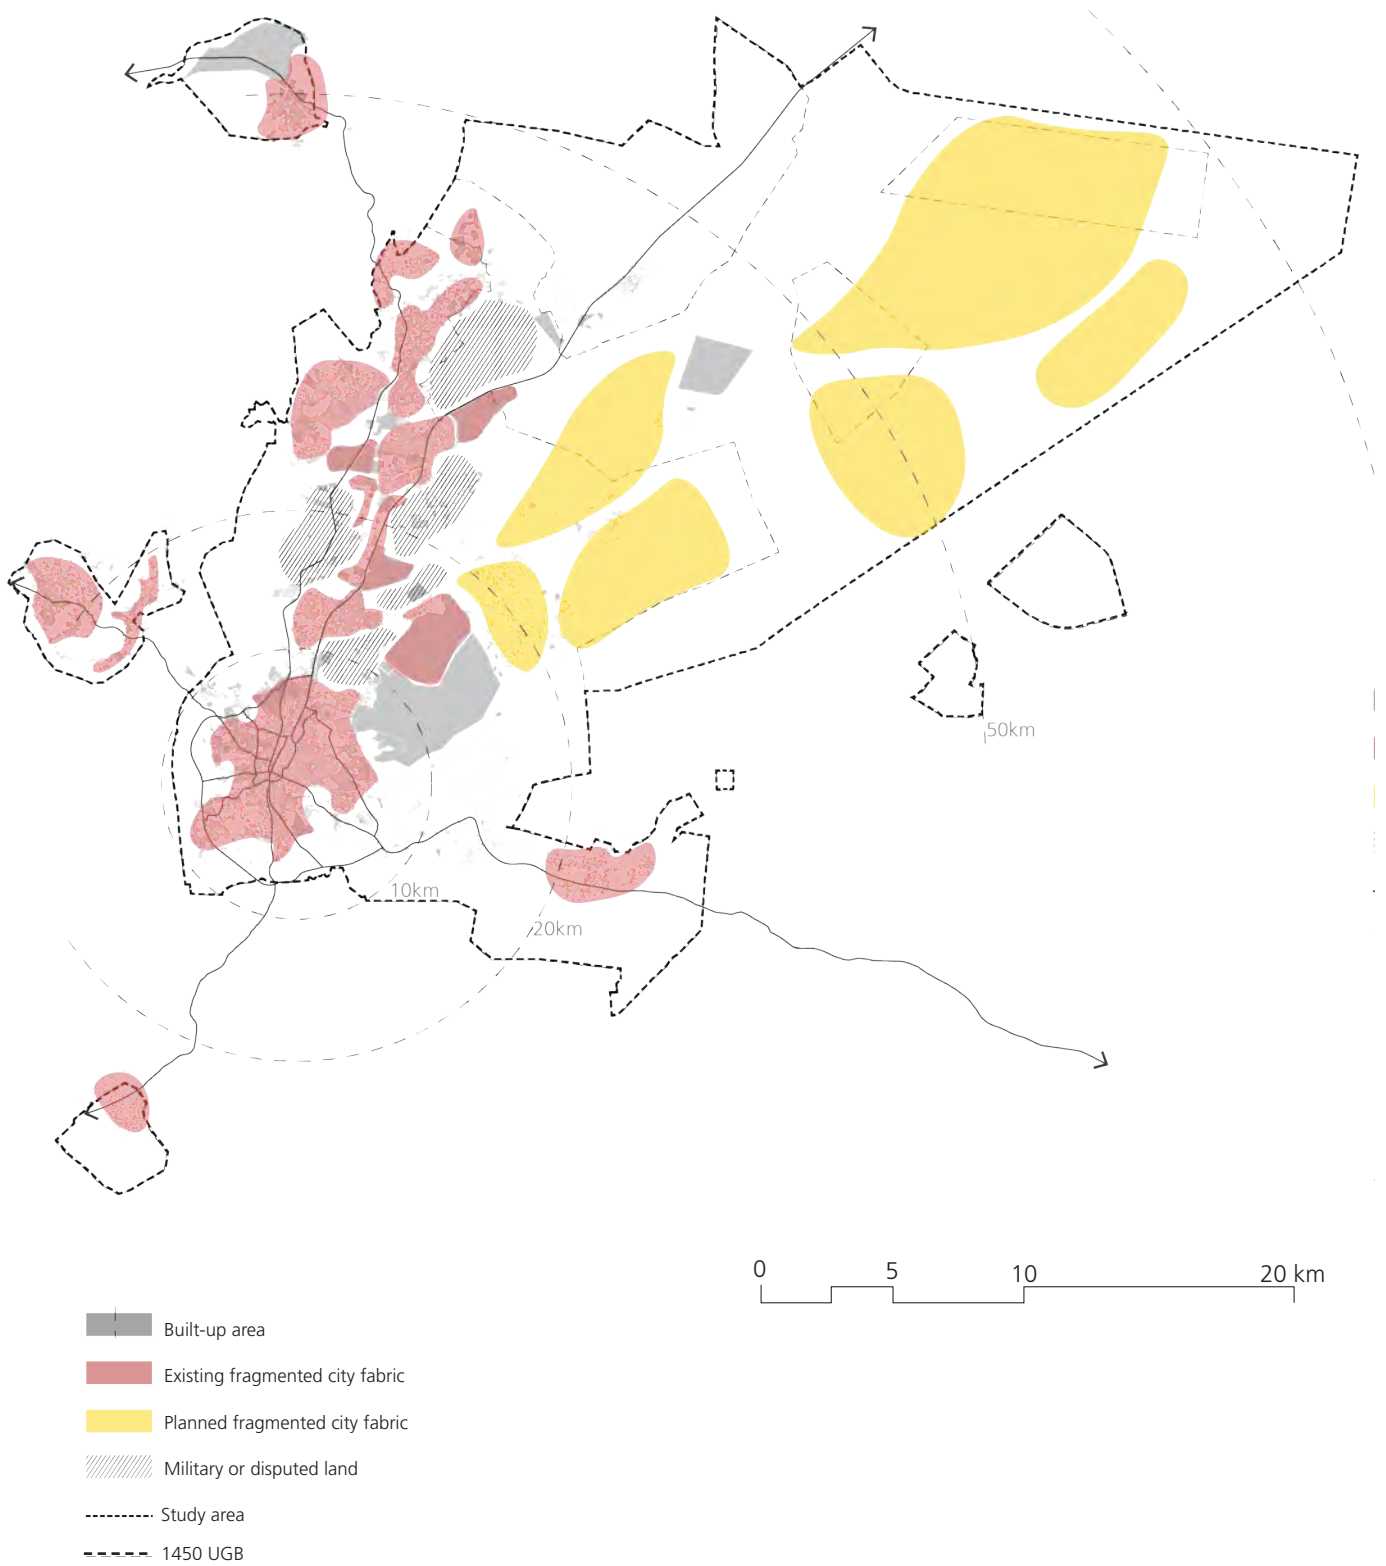 50km
10km
20km
0 5 10 20 km
Built-up area
Existing fragmented city fabric
Planned fragmented city fabric
Military or disputed land
Study area
1450 UGB